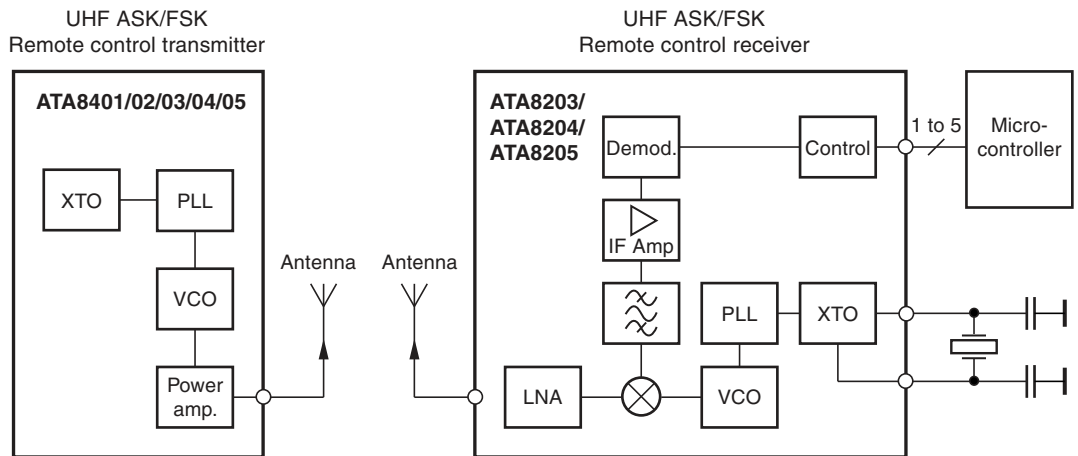 UHF ASK/FSK
Remote control transmitter
ATA8401/02/03/04/05
XTO
PLL
VCO
Power
amp.
Antenna
Antenna
UHF ASK/FSK
Remote control receiver
ATA8203/
ATA8204/
ATA8205
Demod.
Control
1 to 5
Micro-
controller
IF Amp
PLL
XTO
LNA
VCO